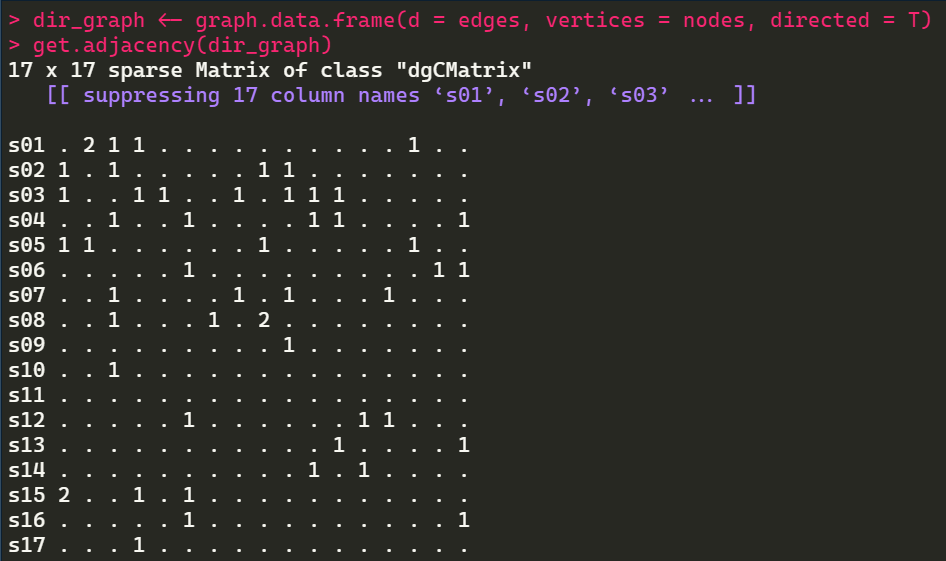 > dir_graph <- graph.data.frame(d = edges, vertices = nodes, directed = T)
> get.adjacency(dir_graph)
17 x 17 sparse Matrix of class "dgCMatrix"
   [[ suppressing 17 column names ‘s01’, ‘s02’, ‘s03’ ... ]]
s01 . 2 1 1 . . . . . . . . . . 1 . .
s02 1 . 1 . . . . . 1 1 . . . . . . .
s03 1 . . 1 1 . . 1 . 1 1 1 . . . . .
s04 . . 1 . . 1 . . . . 1 1 . . . . 1
s05 1 1 . . . . . . 1 . . . . . 1 . .
s06 . . . . . 1 . . . . . . . . . 1 1
s07 . . 1 . . . . 1 . 1 . . . 1 . . .
s08 . . 1 . . . 1 . 2 . . . . . . . .
s09 . . . . . . . . . 1 . . . . . . .
s10 . . 1 . . . . . . . . . . . . . .
s11 . . . . . . . . . . . . . . . . .
s12 . . . . . 1 . . . . . . 1 1 . . .
s13 . . . . . . . . . . . 1 . . . . 1
s14 . . . . . . . . . . 1 . 1 . . . .
s15 2 . . 1 . 1 . . . . . . . . . . .
s16 . . . . . 1 . . . . . . . . . . 1
s17 . . . 1 . . . . . . . . . . . . .